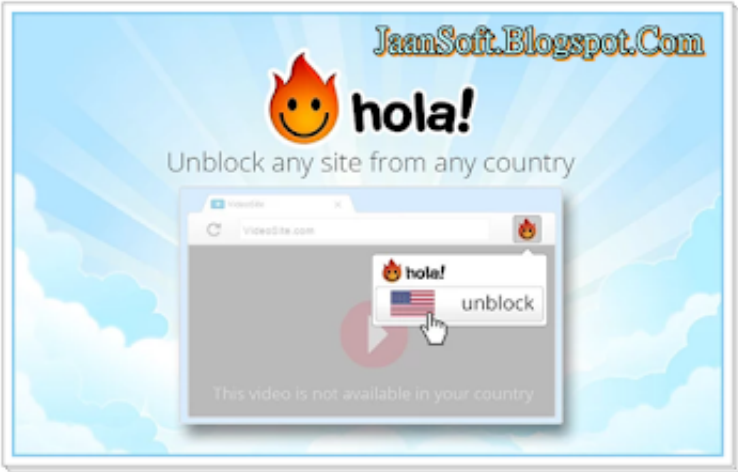 JaanSoft.Blogspot.Com
hola!
Unblock any site from any country
VideoSite
VideoSite.com
hola!
unblock
This video is not available in your country